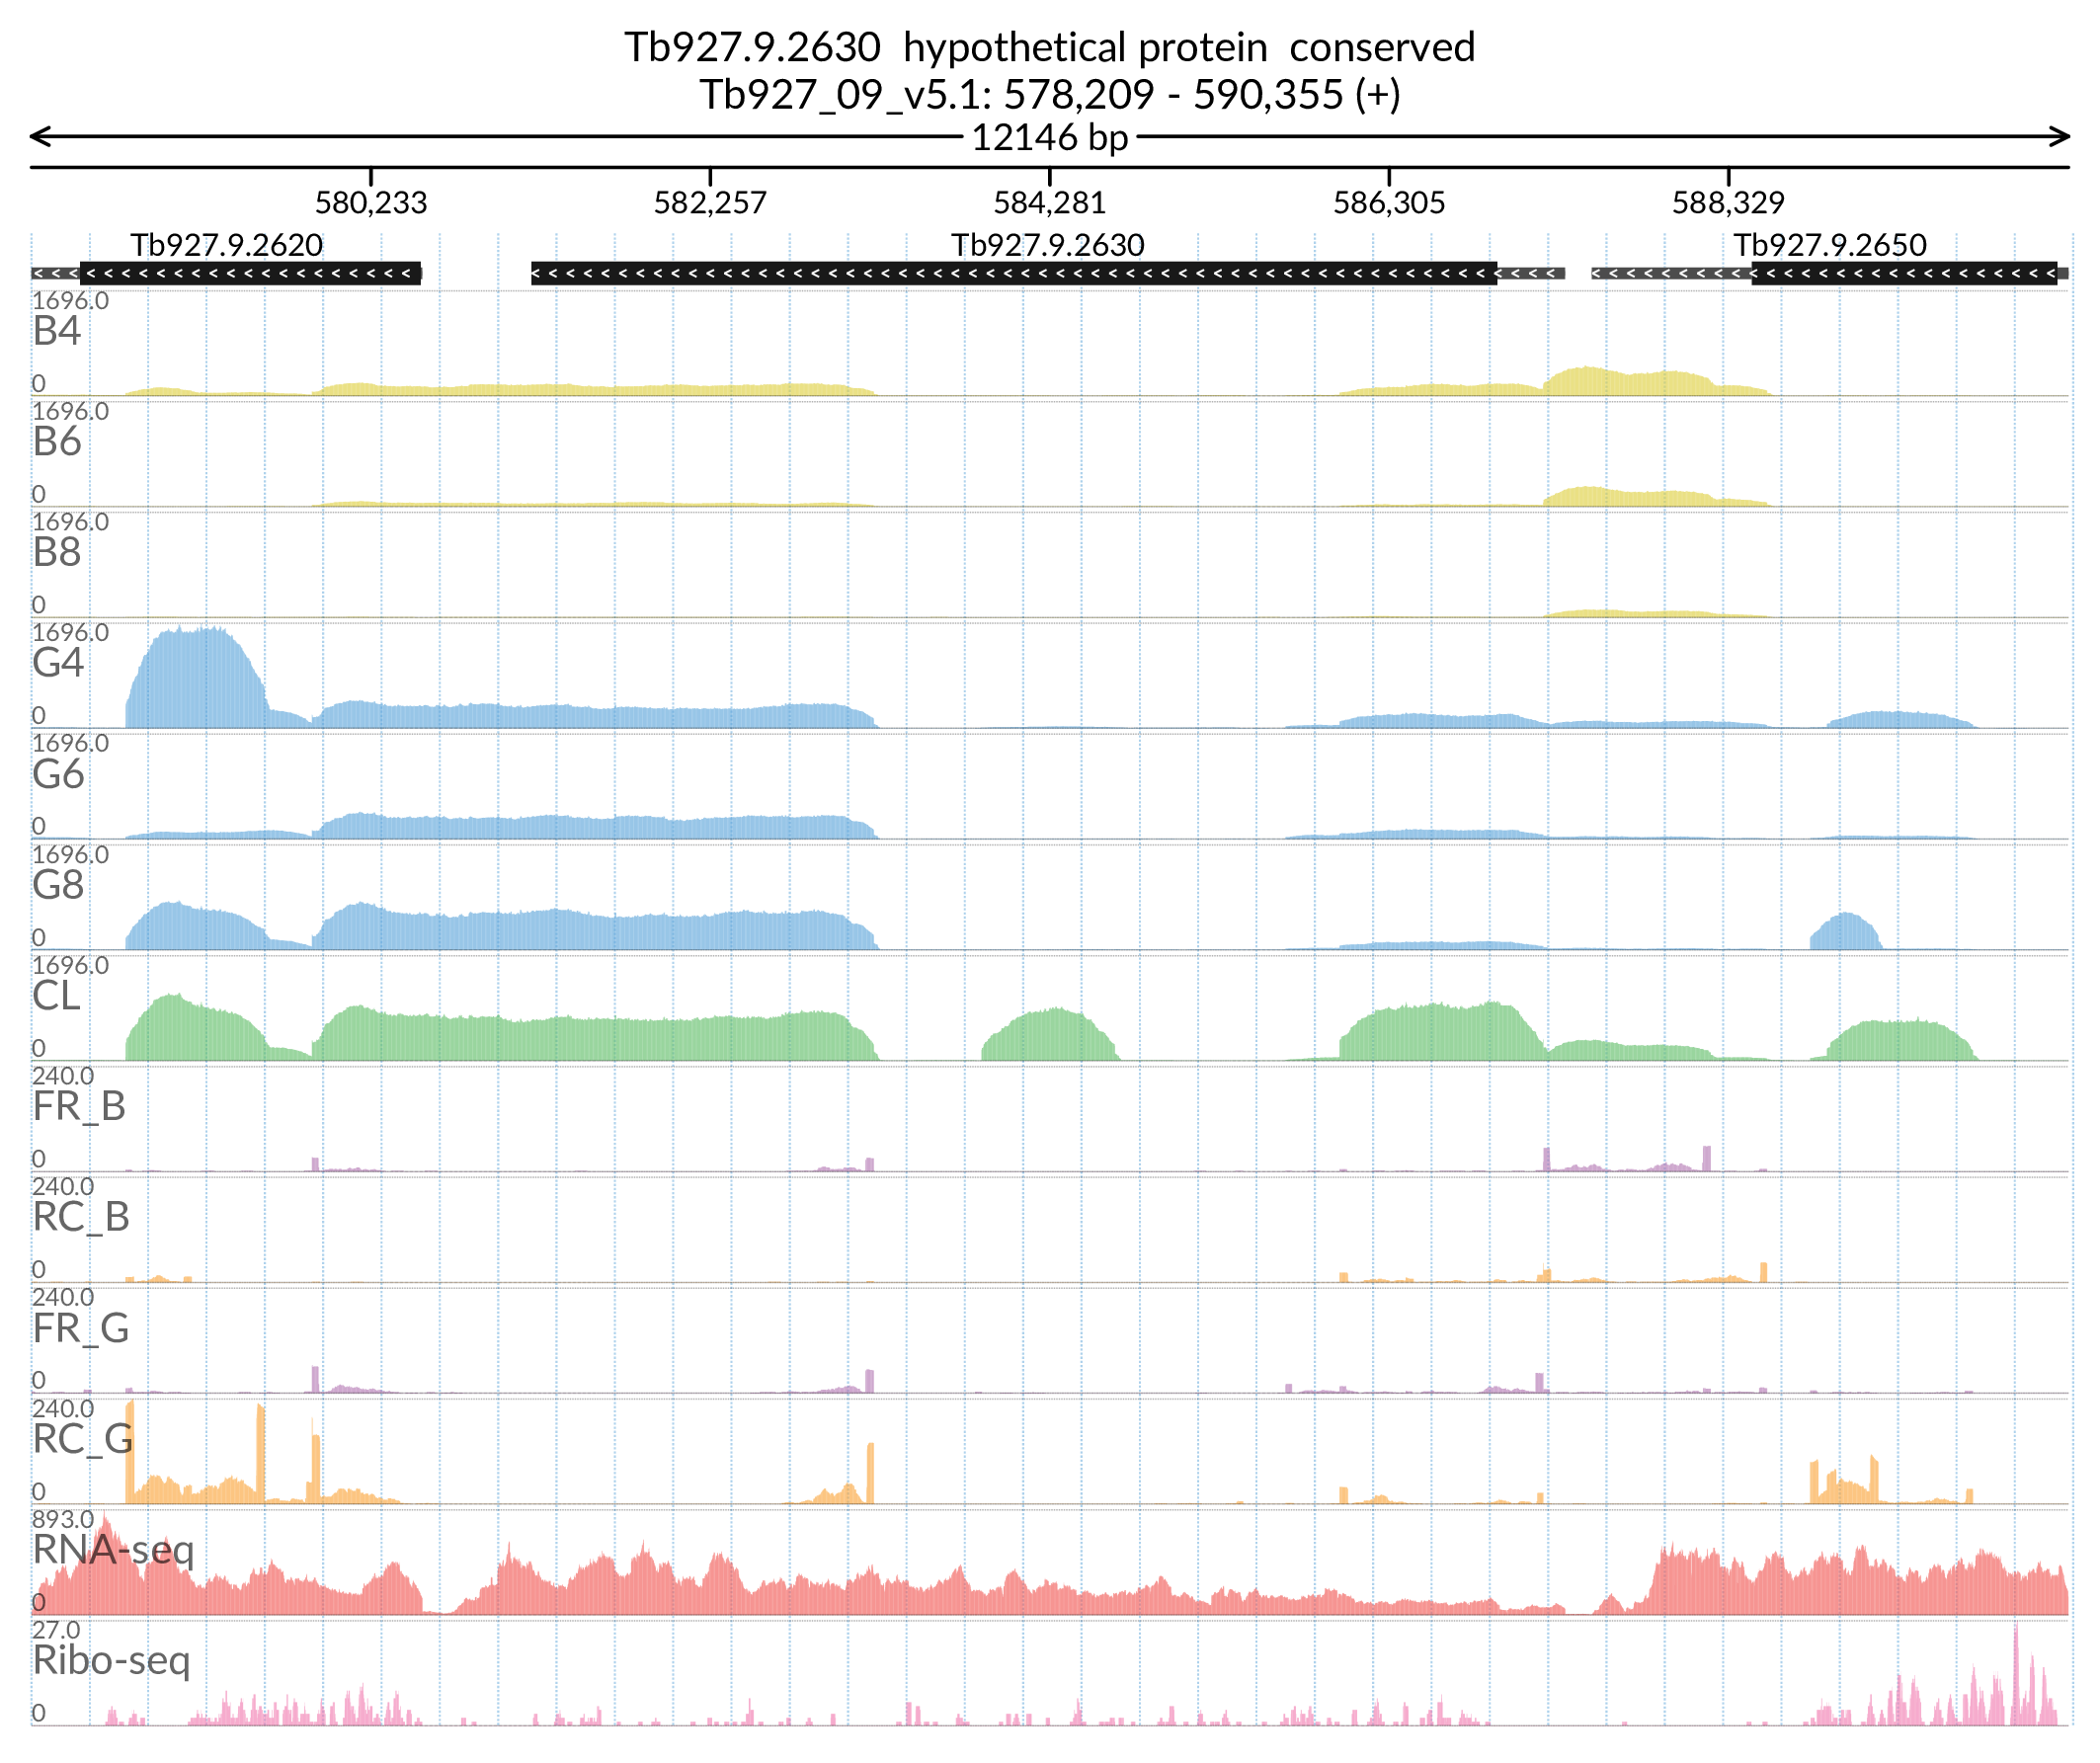 Tb927.9.2630  hypothetical protein  conserved
Tb927_09_v5.1: 578,209 - 590,355 (+)
12146 bp
580,233 582,257 584,281 586,305 588,329
Tb927.9.2620 Tb927.9.2630 Tb927.9.2650
1696.0
B4
0
1696.0
B6
0
1696.0
B8
0
1696.0
G4
0
1696.0
G6
0
1696.0
G8
0
1696.0
CL
0
240.0
FR_B
0
240.0
RC_B
0
240.0
FR_G
0
240.0
RC_G
0
893.0
RNA-seq
0
27.0
Ribo-seq
0